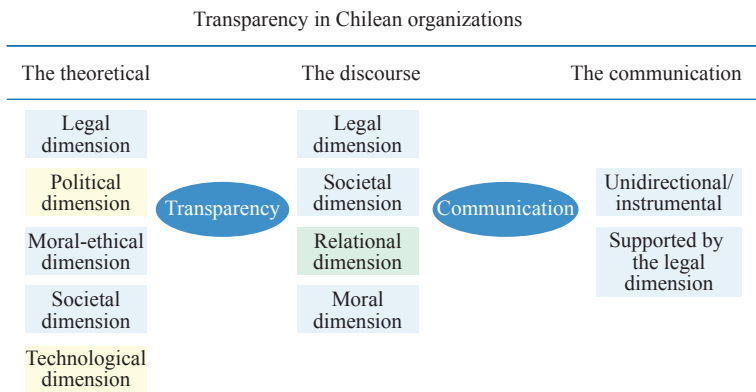 Transparency in Chilean organizations
The theoretical
The discourse
The communication
Legal
dimension
Political
dimension
Moral-ethical
dimension
Societal
dimension
Technological
dimension
Transparency
Legal
dimension
Societal
dimension
Relational
dimension
Moral
dimension
Communication
Unidirectional/
instrumental
Supported by
the legal
dimension